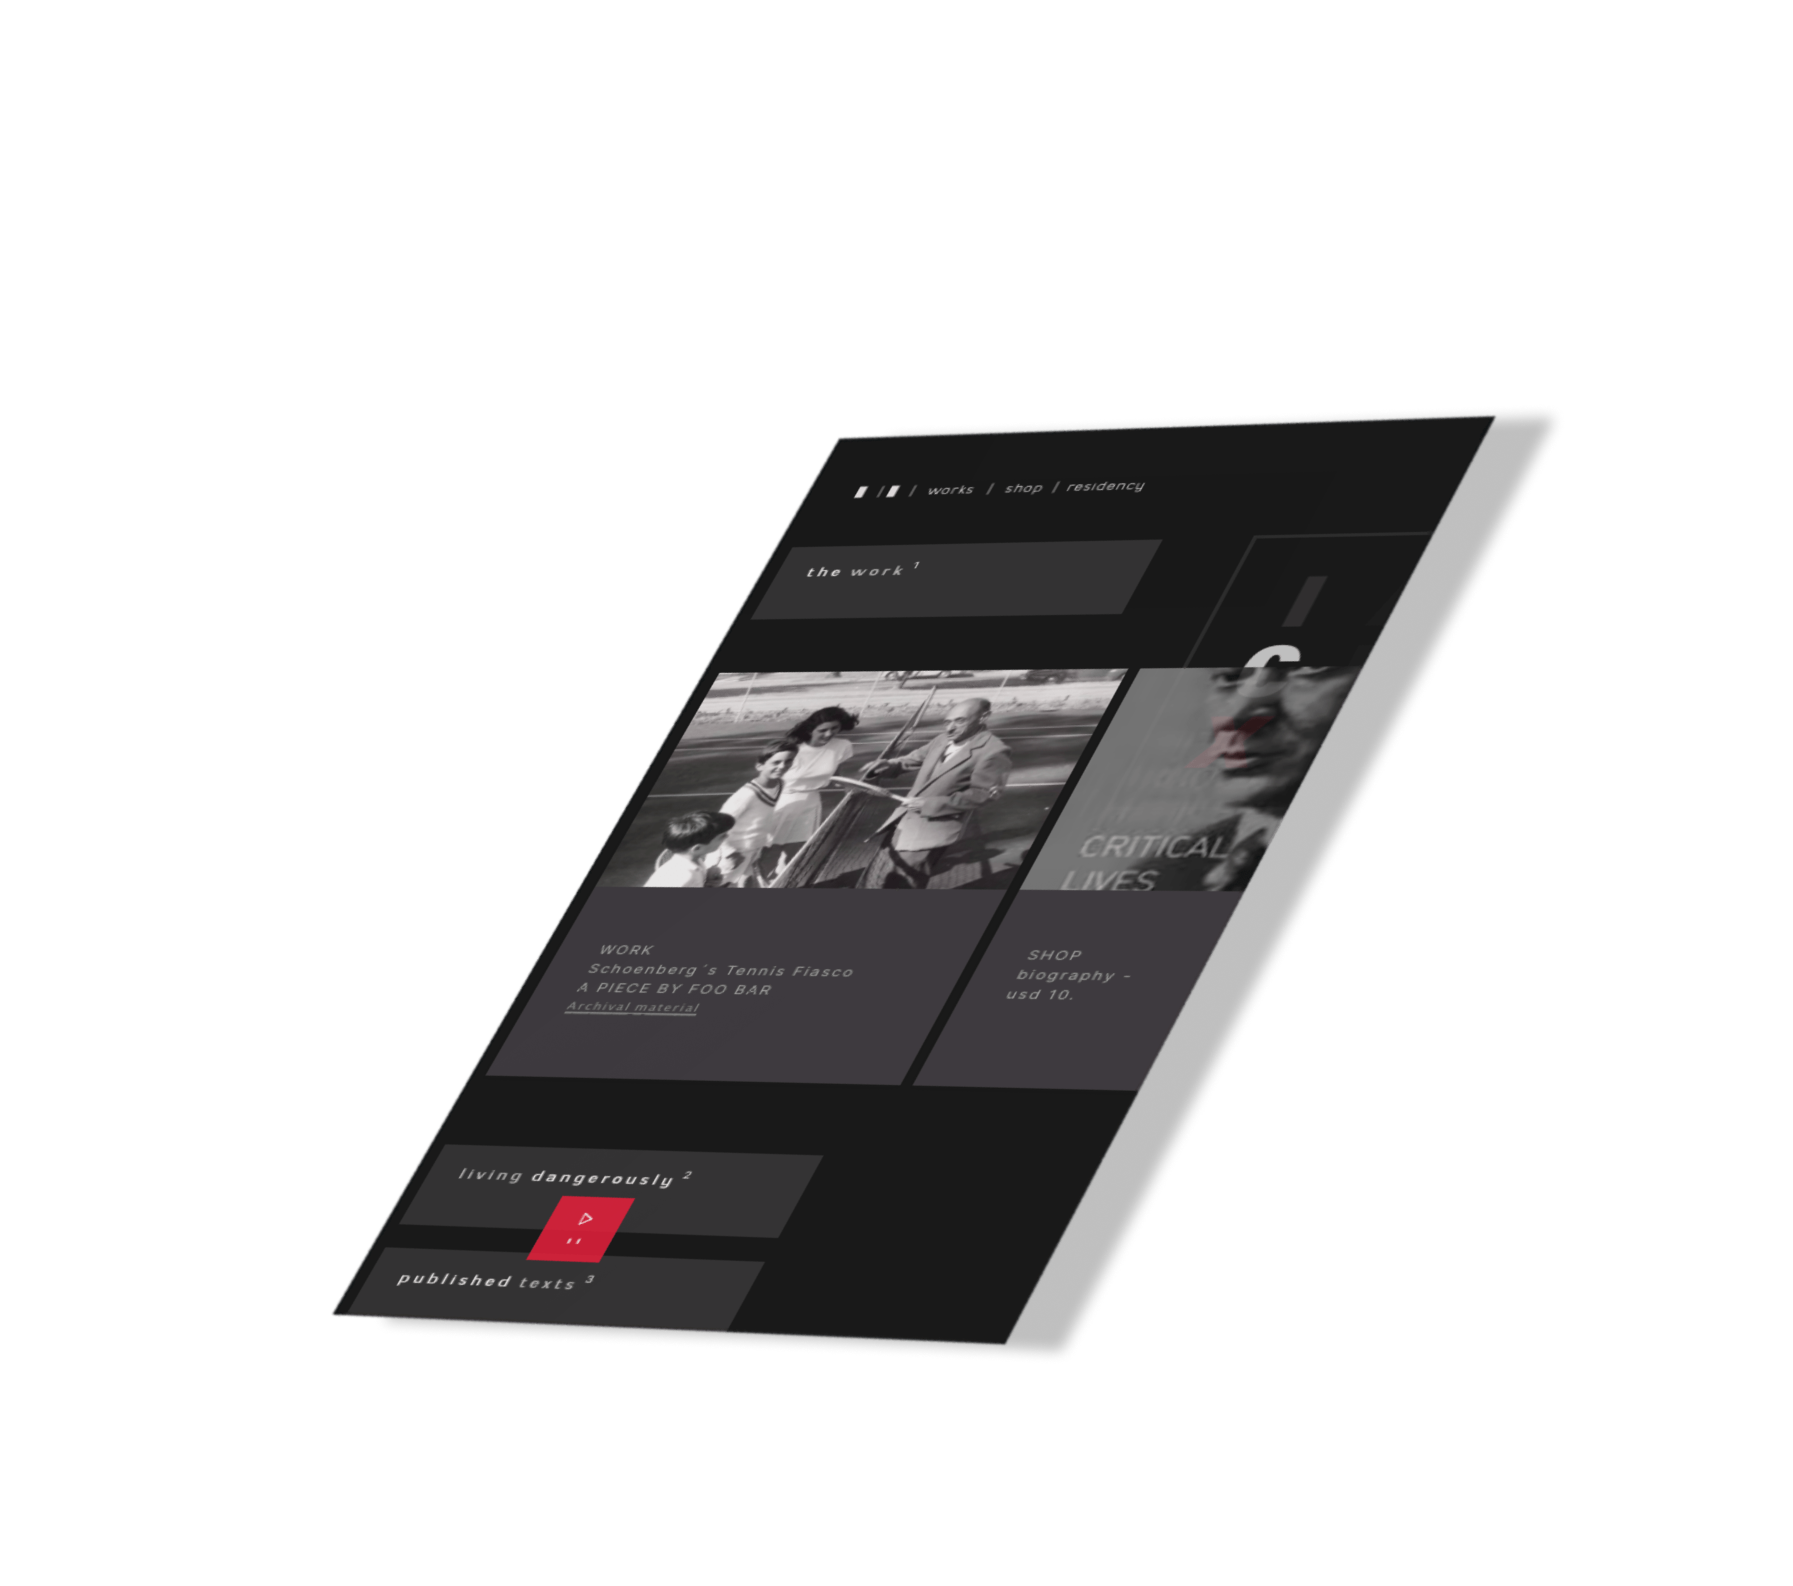 / / works / shop / residency
the work 1
CRITICAL
LIVES
WORK
Schoenberg´s Tennis Fiasco
A PIECE BY FOO BAR
Archival material
SHOP
biography -
usd 10.
living dangerously 2
published texts 3